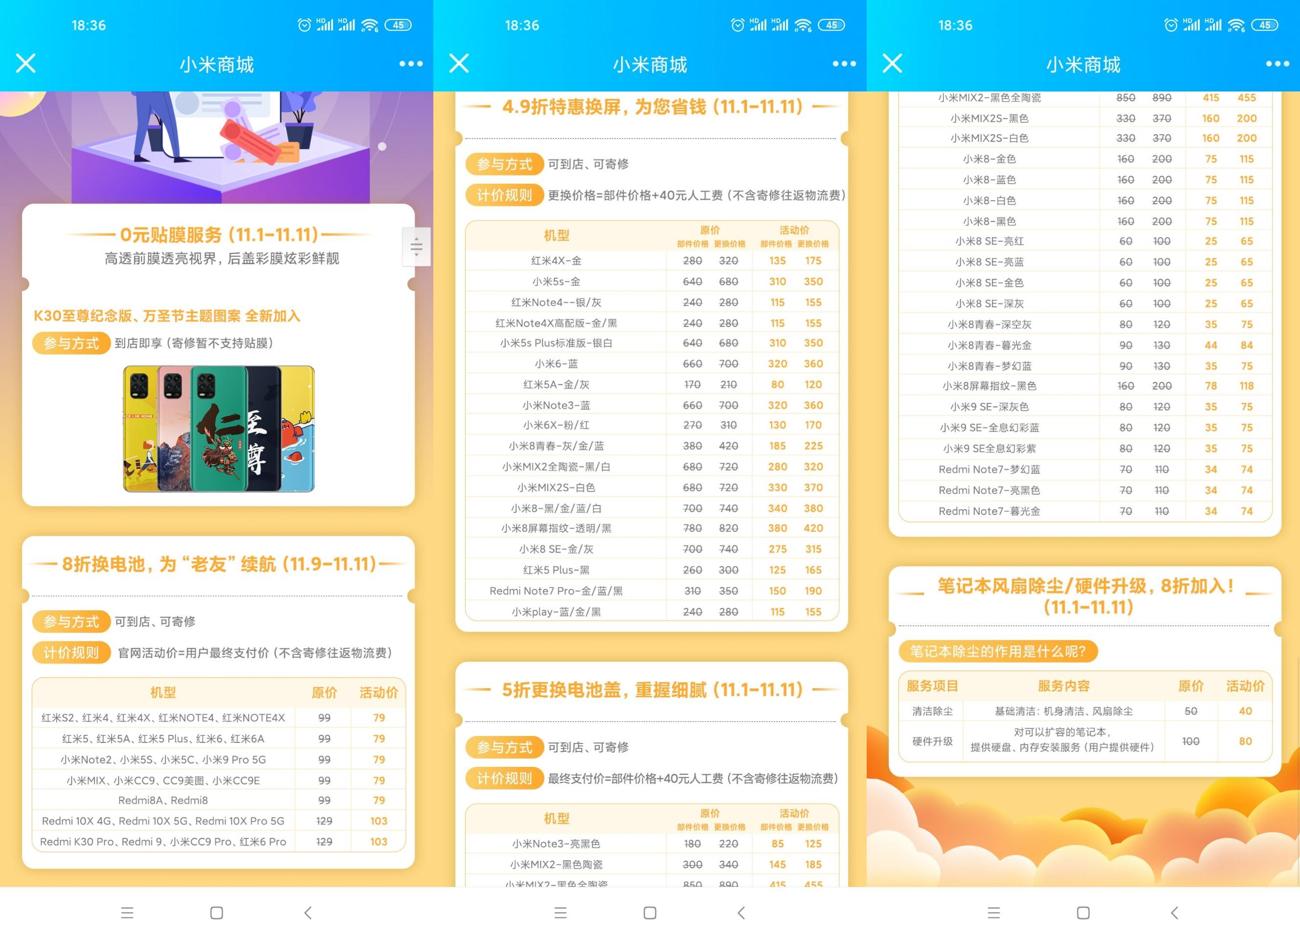 18:36
HD HD 6 45
小米商城
0元贴膜服务 (11.1-11.11)
高透前膜透亮视界，后盖彩膜炫彩鲜靓
K30至尊纪念版、万圣节主题图案 全新加入
参与方式 到店即享 (寄修暂不支持贴膜)
仁
至
尊
8折换电池，为“老友”续航 (11.9-11.11)
参与方式 可到店、可寄修
计价规则 官网活动价=用户最终支付价 (不含寄修往返物流费)
机型 原价 活动价
红米S2、红米4、红米4X、红米NOTE4、红米NOTE4X 99 79
红米5、红米5A、红米5 Plus、红米6、红米6A 99 79
小米Note2、小米5S、小米5C、小米9 Pro 5G 99 79
小米MIX、小米CC9、CC9美图、小米CC9E 99 79
Redmi8A、Redmi8 99 79
Redmi 10X 4G、Redmi 10X 5G、Redmi 10X Pro 5G 129 103
Redmi K30 Pro、Redmi 9、小米CC9 Pro、红米6 Pro 129 103
18:36
HD HD 6 45
小米商城
4.9折特惠换屏，为您省钱 (11.1-11.11)
参与方式 可到店、可寄修
计价规则 更换价格=部件价格+40元人工费 (不含寄修往返物流费)
机型 原价 活动价
部件价格 更换价格 部件价格 更换价格
红米4X-金 280 320 135 175
小米5s-金 640 680 310 350
红米Note4--银/灰 240 280 115 155
红米Note4X高配版-金/黑 240 280 115 155
小米5s Plus标准版-银白 640 680 310 350
小米6-蓝 660 700 320 360
红米5A-金/灰 170 210 80 120
小米Note3-蓝 660 700 320 360
小米6X-粉/红 270 310 130 170
小米8青春-灰/金/蓝 380 420 185 225
小米MIX2全陶瓷-黑/白 680 720 280 320
小米MIX2S-白色 680 720 330 370
小米8-黑/金/蓝/白 700 740 340 380
小米8屏幕指纹-透明/黑 780 820 380 420
小米8 SE-金/灰 700 740 275 315
红米5 Plus-黑 260 300 125 165
Redmi Note7 Pro-金/蓝/黑 310 350 150 190
小米play-蓝/金/黑 240 280 115 155
5折更换电池盖，重握细腻 (11.1-11.11)
参与方式 可到店、可寄修
计价规则 最终支付价=部件价格+40元人工费 (不含寄修往返物流费)
机型 原价 活动价
部件价格 更换价格 部件价格 更换价格
小米Note3-亮黑色 180 220 85 125
小米MIX2-黑色陶瓷 300 340 145 185
小米MIX2-黑色全陶瓷 850 890 415 455
18:36
HD HD 6 45
小米商城
小米MIX2-黑色全陶瓷 850 890 415 455
小米MIX2S-黑色 330 370 160 200
小米MIX2S-白色 330 370 160 200
小米8-金色 160 200 75 115
小米8-蓝色 160 200 75 115
小米8-白色 160 200 75 115
小米8-黑色 160 200 75 115
小米8 SE-亮红 60 100 25 65
小米8 SE-亮蓝 60 100 25 65
小米8 SE-金色 60 100 25 65
小米8 SE-深灰 60 100 25 65
小米8青春-深空灰 80 120 35 75
小米8青春-暮光金 90 130 44 84
小米8青春-梦幻蓝 90 130 35 75
小米8屏幕指纹-黑色 160 200 78 118
小米9 SE-深灰色 80 120 35 75
小米9 SE-全息幻彩蓝 80 120 35 75
小米9 SE全息幻彩紫 80 120 35 75
Redmi Note7-梦幻蓝 70 110 34 74
Redmi Note7-亮黑色 70 110 34 74
Redmi Note7-暮光金 70 110 34 74
笔记本风扇除尘/硬件升级，8折加入！
(11.1-11.11)
笔记本除尘的作用是什么呢?
服务项目 服务内容 原价 活动价
清洁除尘 基础清洁：机身清洁、风扇除尘 50 40
硬件升级 对可以扩容的笔记本，
提供硬盘、内存安装服务 (用户提供硬件) 100 80